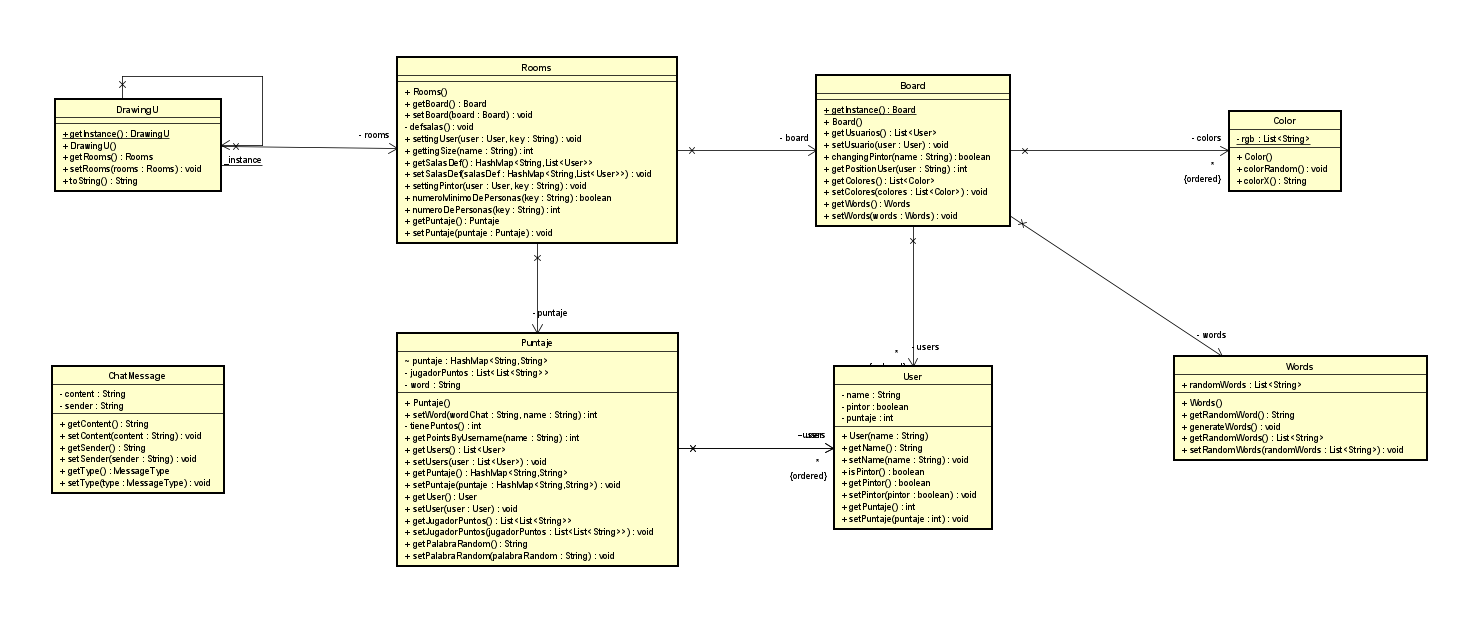 DrawingU
+ getInstance() : DrawingU
+ DrawingU()
+ getRooms() : Rooms
+ setRooms(rooms : Rooms) : void
+ toString() : String
_instance
- rooms
Rooms
+ Rooms()
+ getBoard() : Board
+ setBoard(board : Board) : void
- defsalas() : void
+ settingUser(user : User, key : String) : void
+ gettingSize(name : String) : int
+ getSalasDef() : HashMap<String,List<User>>
+ setSalasDef(salasDef : HashMap<String,List<User>>) : void
+ settingPintor(user : User, key : String) : void
+ numeroMinimoDePersonas(key : String) : boolean
+ numeroDePersonas(key : String) : int
+ getPuntaje() : Puntaje
+ setPuntaje(puntaje : Puntaje) : void
- board
Board
+ getInstance() : Board
+ Board()
+ getUsuarios() : List<User>
+ setUsuario(user : User) : void
+ changingPintor(name : String) : boolean
+ getPositionUser(user : String) : int
+ getColores() : List<Color>
+ setColores(colores : List<Color>) : void
+ getWords() : Words
+ setWords(words : Words) : void
- colors
*
{ordered}
Color
- rgb : List<String>
+ Color()
+ colorRandom() : void
+ colorX() : String
- puntaje
- users
*
- words
ChatMessage
- content : String
- sender : String
+ getContent() : String
+ setContent(content : String) : void
+ getSender() : String
+ setSender(sender : String) : void
+ getType() : MessageType
+ setType(type : MessageType) : void
Puntaje
~ puntaje : HashMap<String,String>
- jugadorPuntos : List<List<String>>
- word : String
+ Puntaje()
+ setWord(wordChat : String, name : String) : int
- tienePuntos() : int
+ getPointsByUsername(name : String) : int
+ getUsers() : List<User>
+ setUsers(user : List<User>) : void
+ getPuntaje() : HashMap<String,String>
+ setPuntaje(puntaje : HashMap<String,String>) : void
+ getUser() : User
+ setUser(user : User) : void
+ getJugadorPuntos() : List<List<String>>
+ setJugadorPuntos(jugadorPuntos : List<List<String>>) : void
+ getPalabraRandom() : String
+ setPalabraRandom(palabraRandom : String) : void
*
{ordered}
User
- name : String
- pintor : boolean
- puntaje : int
+ User(name : String)
+ getName() : String
+ setName(name : String) : void
+ isPintor() : boolean
+ getPintor() : boolean
+ setPintor(pintor : boolean) : void
+ getPuntaje() : int
+ setPuntaje(puntaje : int) : void
Words
+ randomWords : List<String>
+ Words()
+ getRandomWord() : String
+ generateWords() : void
+ getRandomWords() : List<String>
+ setRandomWords(randomWords : List<String>) : void